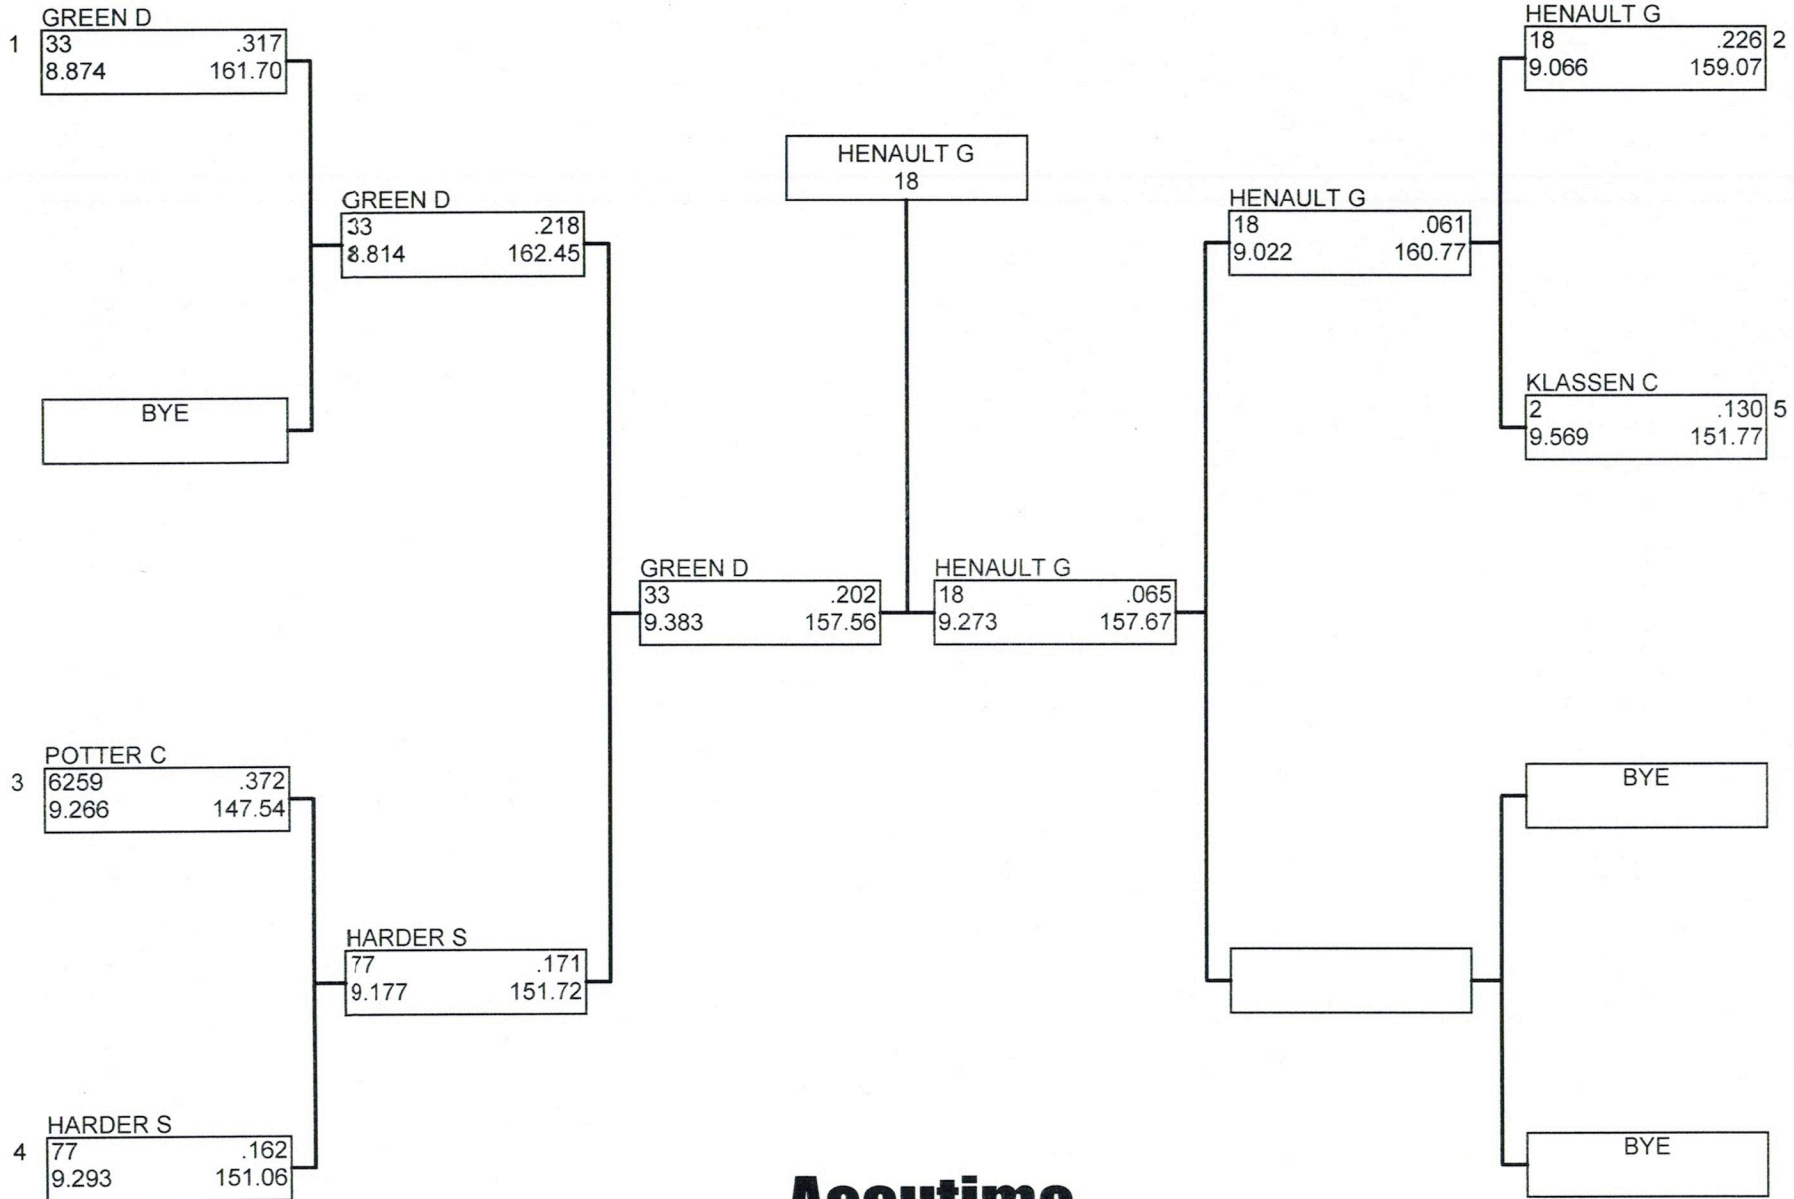 GREEN D
1 33 .317
8.874 161.70
BYE
GREEN D
33 .218
8.814 162.45
POTTER C
3 6259 .372
9.266 147.54
HARDER S
77 .171
9.177 151.72
HARDER S
4 77 .162
9.293 151.06
GREEN D
33 .202
9.383 157.56
HENAULT G
18
HENAULT G
18 .065
9.273 157.67
HENAULT G
18 .061
9.022 160.77
HENAULT G
18 .226 2
9.066 159.07
KLASSEN C
2 .130 5
9.569 151.77
BYE
BYE
Accutime